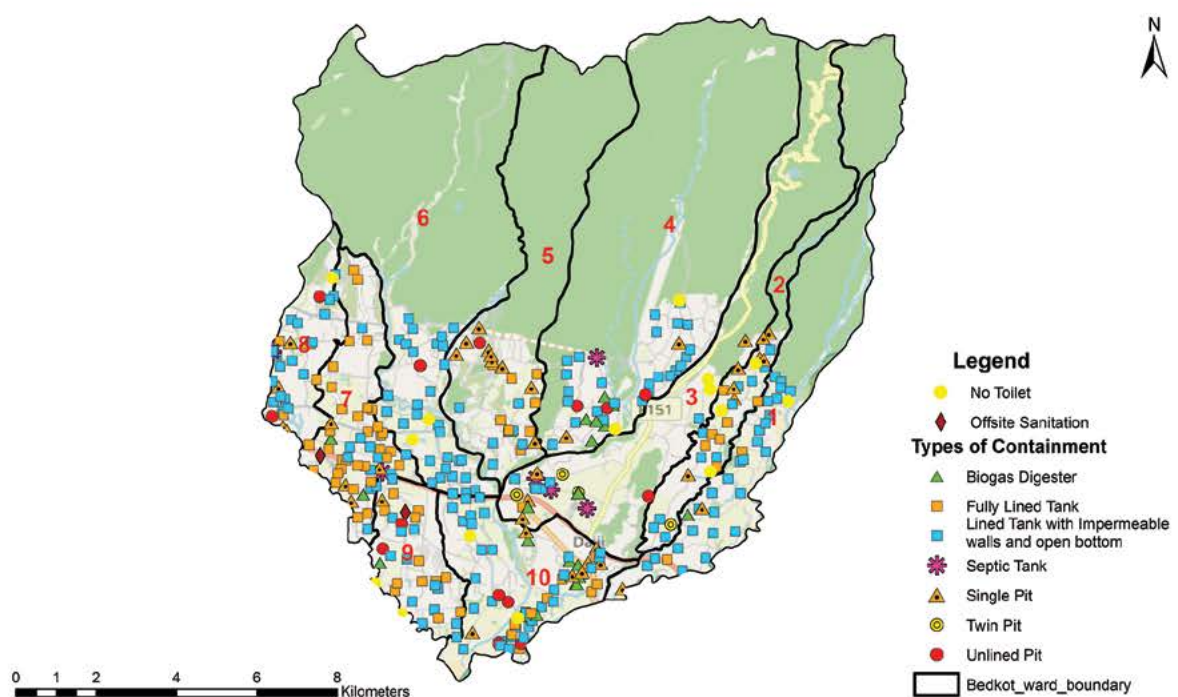 N
6
5
4
2
8
3
7
151
1
9
10
Legend
No Toilet
Offsite Sanitation
Types of Containment
Biogas Digester
Fully Lined Tank
Lined Tank with Impermeable
walls and open bottom
Septic Tank
Single Pit
Twin Pit
Unlined Pit
Bedkot_ward_boundary
0 1 2 4 6 8
Kilometers